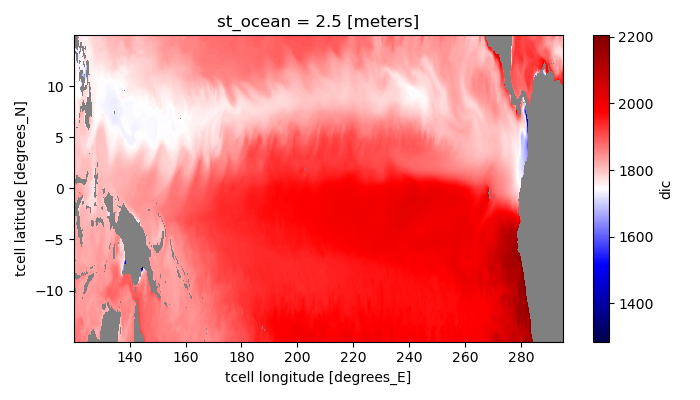 st_ocean = 2.5 [meters]
10
5
0
−5
−10
tcell latitude [degrees_N]
140 160 180 200 220 240 260 280
tcell longitude [degrees_E]
2200
2000
1800
1600
1400
dic